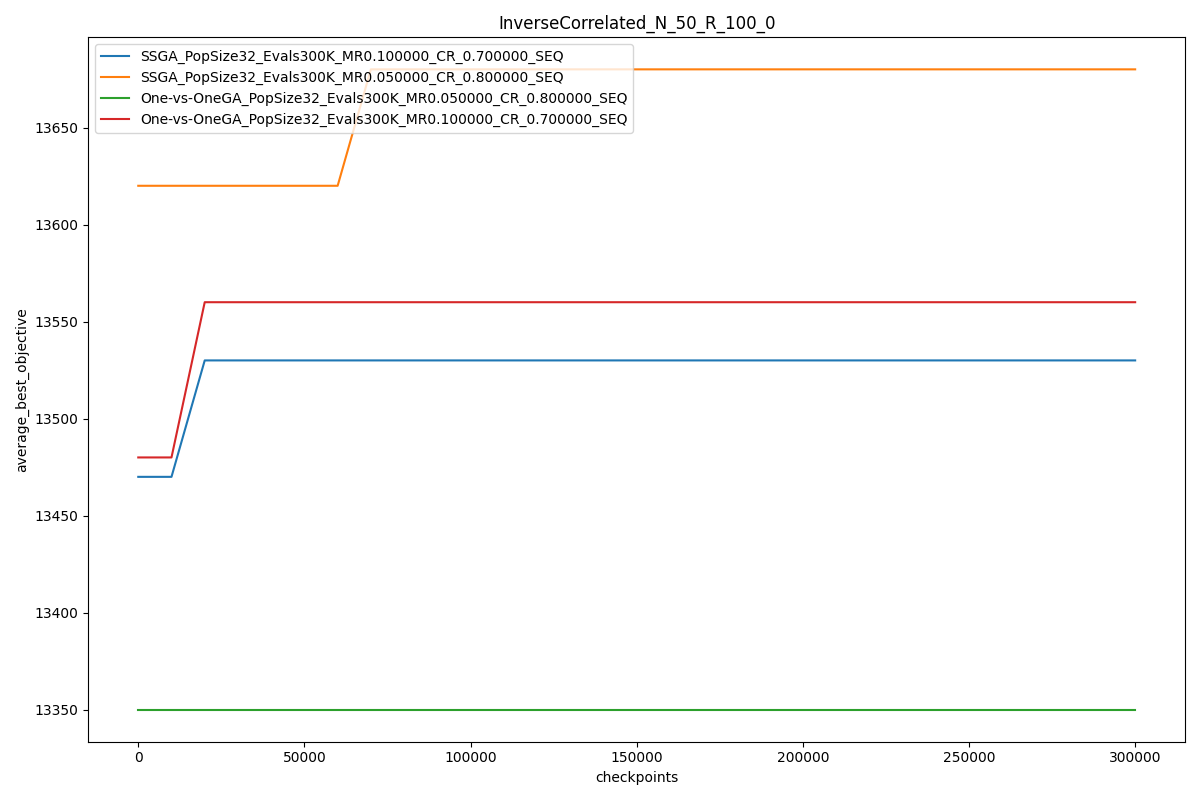 InverseCorrelated_N_50_R_100_0
SSGA_PopSize32_Evals300K_MR0.100000_CR_0.700000_SEQ
SSGA_PopSize32_Evals300K_MR0.050000_CR_0.800000_SEQ
One-vs-OneGA_PopSize32_Evals300K_MR0.050000_CR_0.800000_SEQ
One-vs-OneGA_PopSize32_Evals300K_MR0.100000_CR_0.700000_SEQ
average_best_objective
13650
13600
13550
13500
13450
13400
13350
0 50000 100000 150000 200000 250000 300000
checkpoints